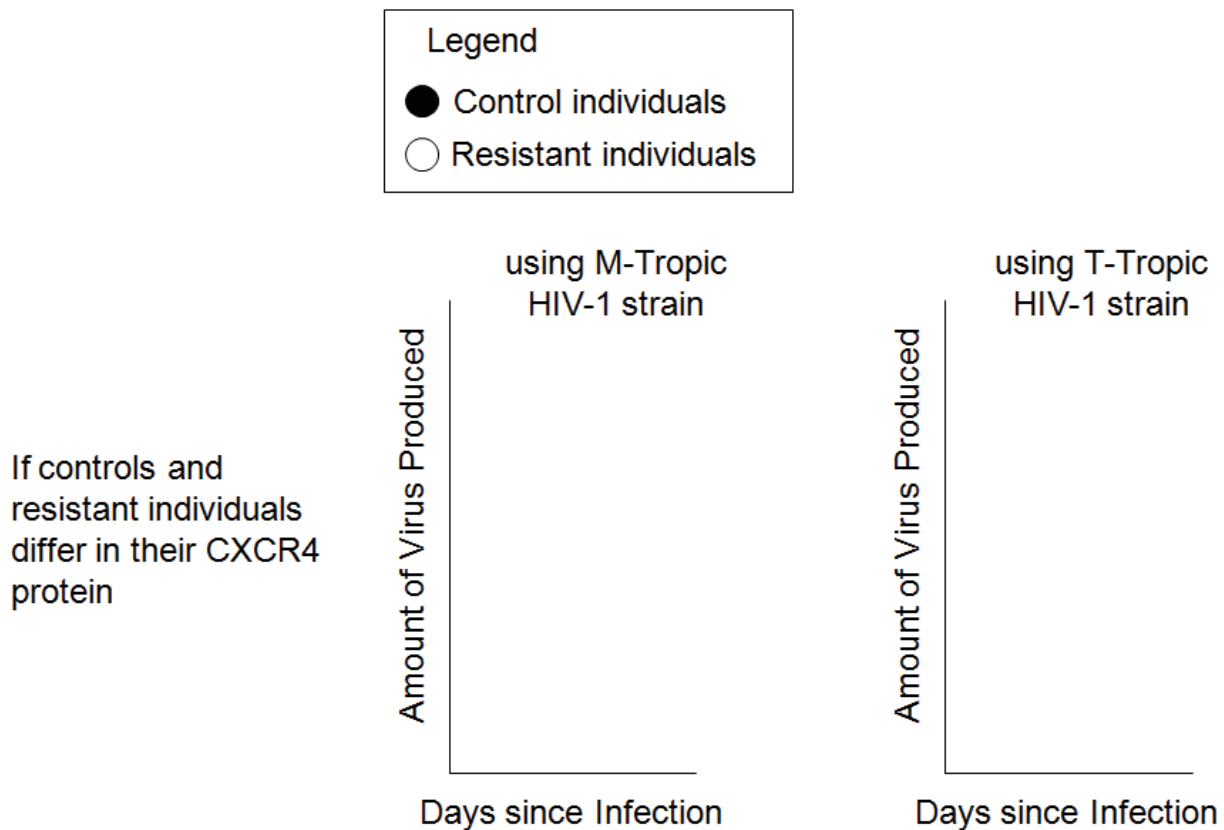 Legend
Control individuals
Resistant individuals
using M-Tropic
HIV-1 strain
using T-Tropic
HIV-1 strain
If controls and
resistant individuals
differ in their CXCR4
protein
Amount of Virus Produced
Amount of Virus Produced
Days since Infection
Days since Infection